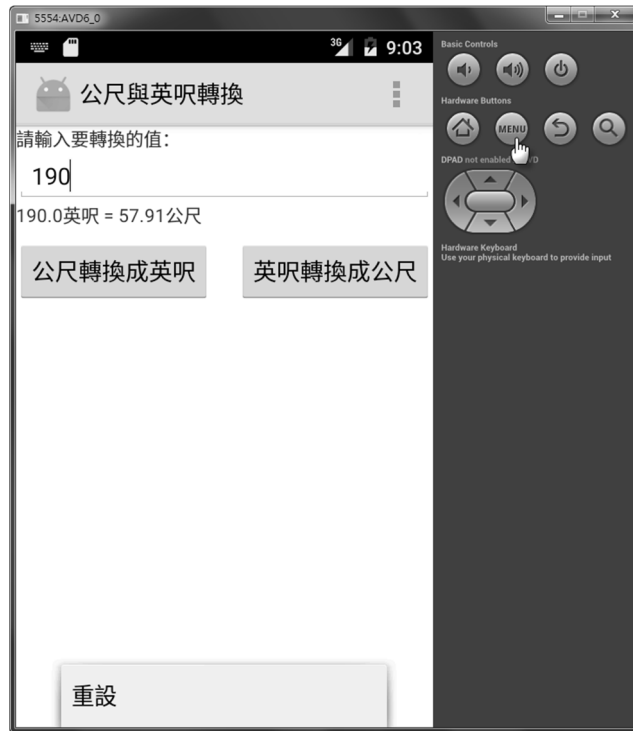 5554:AVD6_0
3G 9:03
公尺與英呎轉換
請輸入要轉換的值：
190
190.0英呎 = 57.91公尺
公尺轉換成英呎 英呎轉換成公尺
重設
Basic Controls
Hardware Buttons
MENU
DPAD not enabled /D
Hardware Keyboard
Use your physical keyboard to provide input